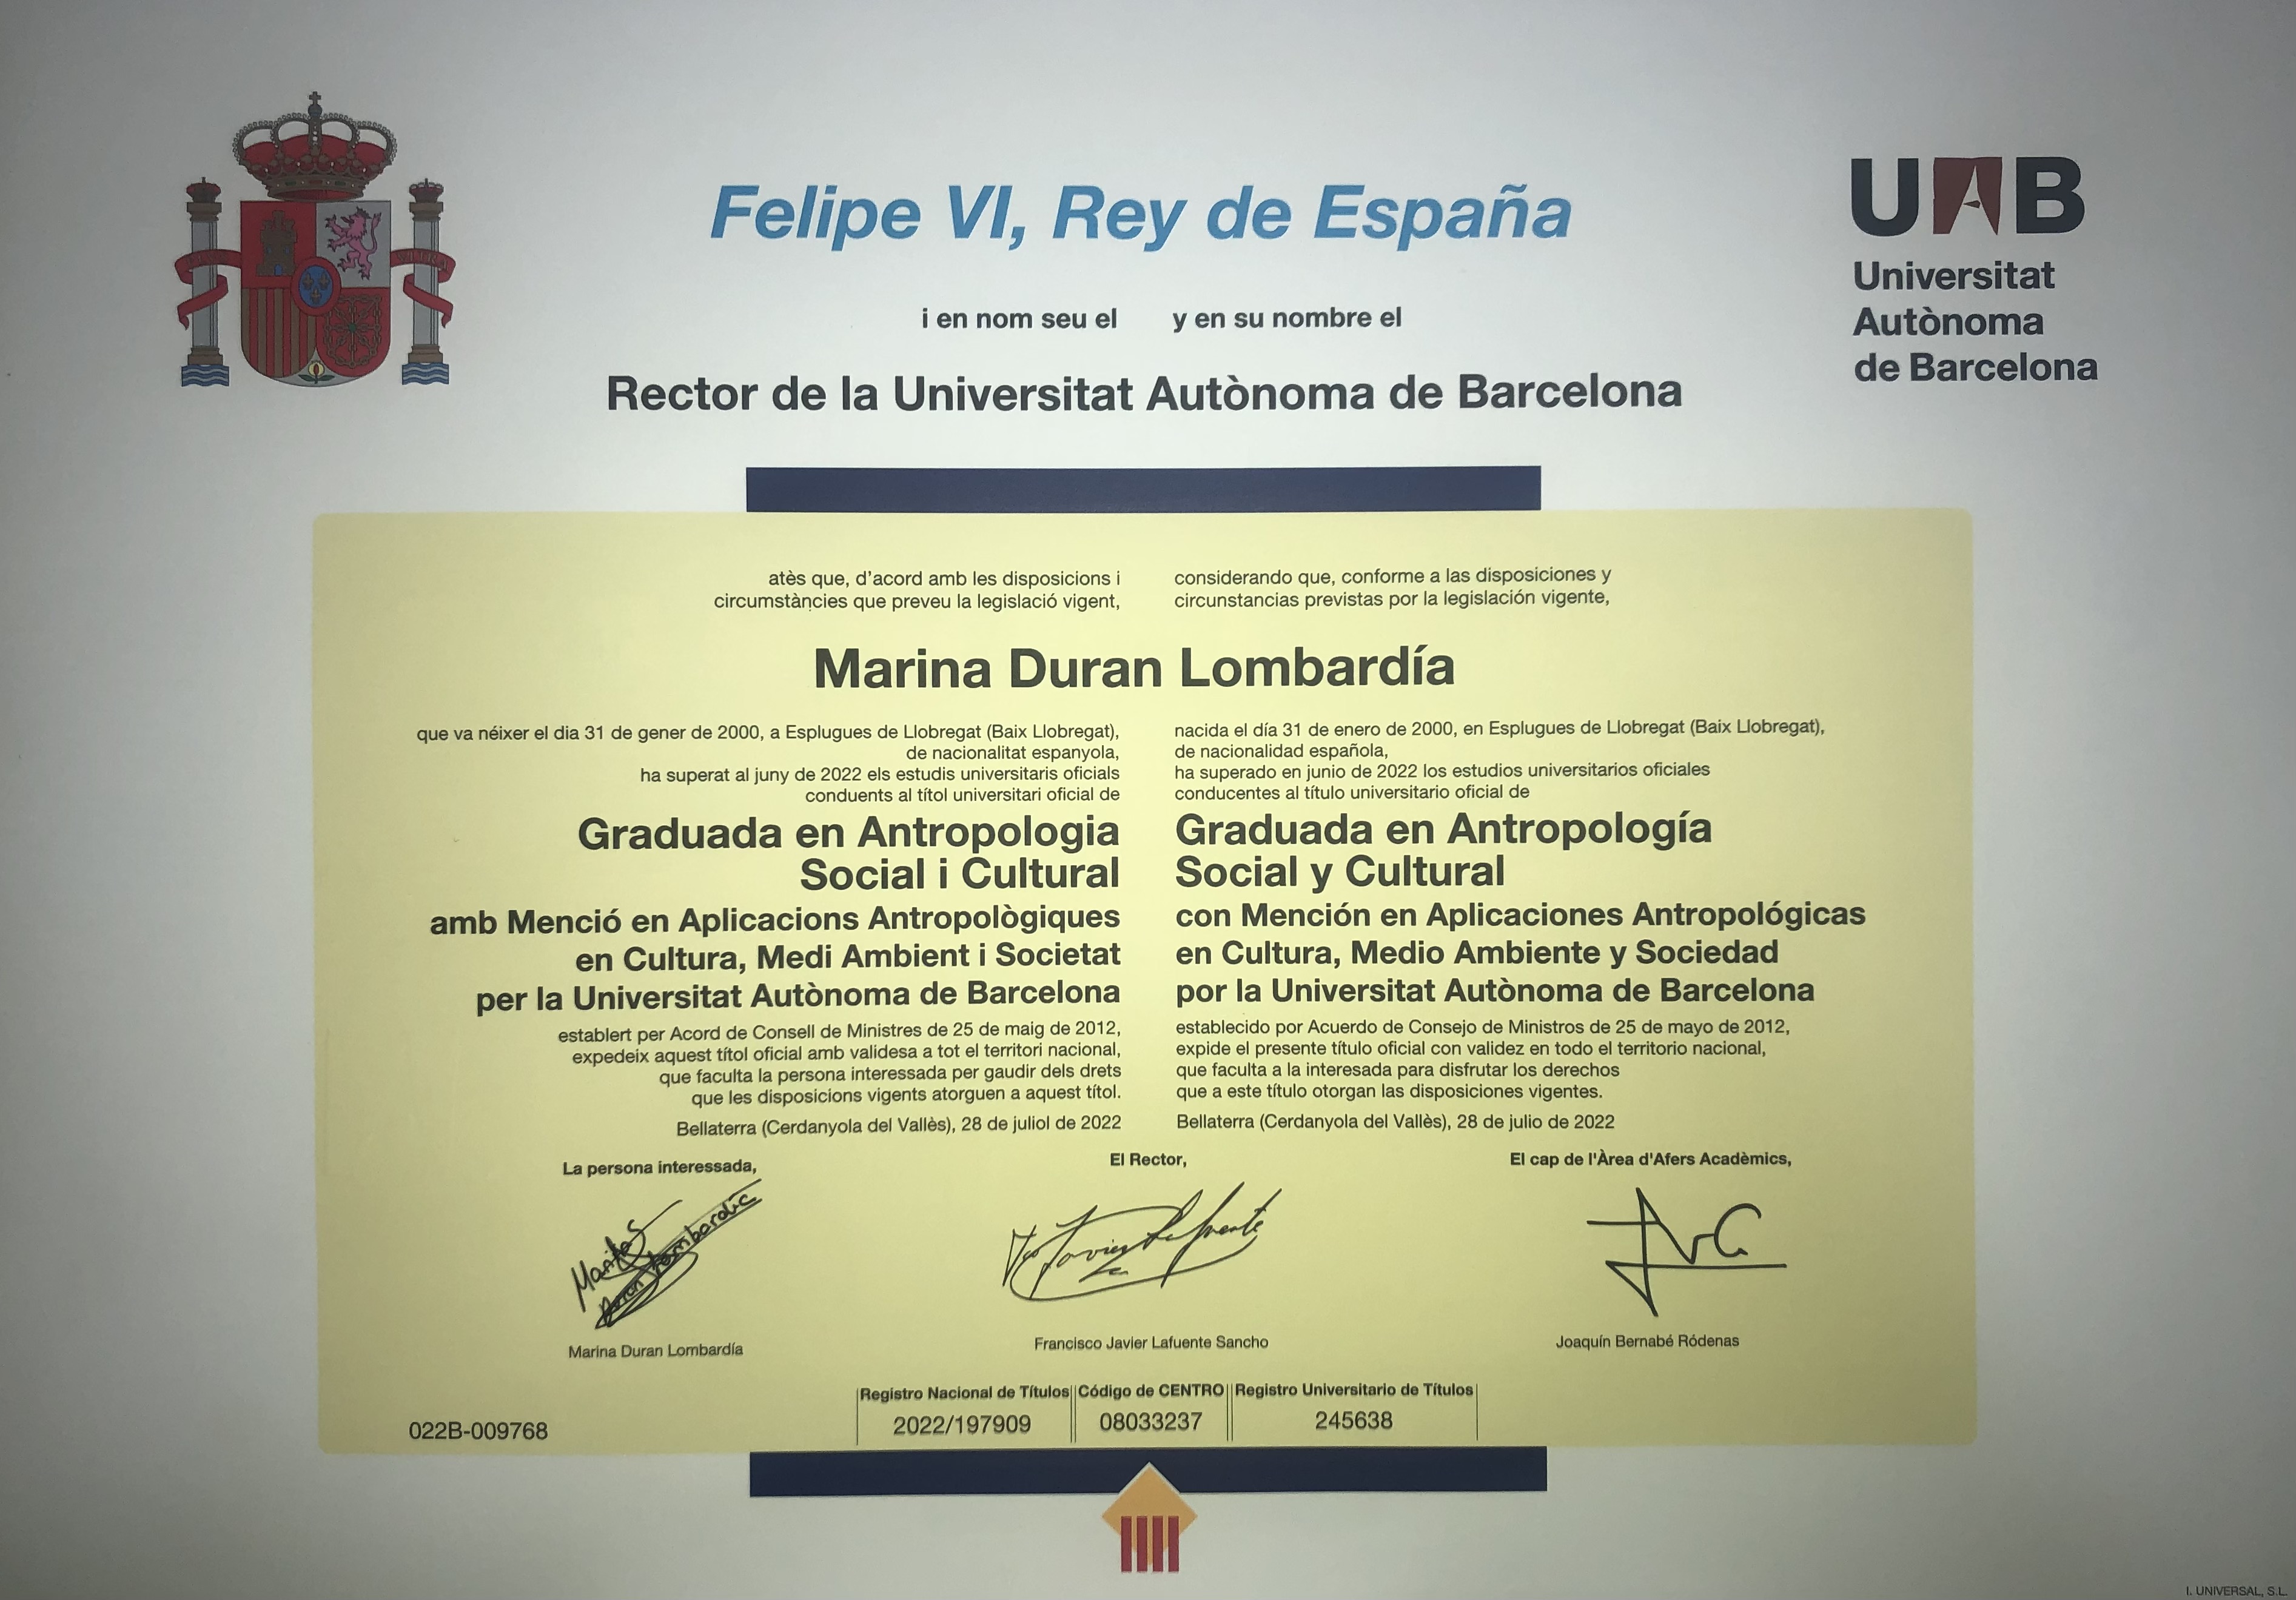 Felipe VI, Rey de España
UAB
Universitat
Autònoma
de Barcelona
i en nom seu el
y en su nombre el
Rector de la Universitat Autònoma de Barcelona
atès que, d'acord amb les disposicions i
circumstàncies que preveu la legislació vigent,
considerando que, conforme a las disposiciones y
circunstancias previstas por la legislación vigente,
Marina Duran Lombardía
que va néixer el dia 31 de gener de 2000, a Esplugues de Llobregat (Baix Llobregat),
de nacionalitat espanyola,
ha superat al juny de 2022 els estudis universitaris oficials
conduents al títol universitari oficial de
Graduada en Antropologia
Social i Cultural
amb Menció en Aplicacions Antropològiques
en Cultura, Medi Ambient i Societat
per la Universitat Autònoma de Barcelona
establert per Acord de Consell de Ministres de 25 de maig de 2012,
expedeix aquest títol oficial amb validesa a tot el territori nacional,
que faculta la persona interessada per gaudir dels drets
que les disposicions vigents atorguen a aquest títol.
Bellaterra (Cerdanyola del Vallès), 28 de juliol de 2022
nacida el día 31 de enero de 2000, en Esplugues de Llobregat (Baix Llobregat),
de nacionalidad española,
ha superado en junio de 2022 los estudios universitarios oficiales
conducentes al título universitario oficial de
Graduada en Antropología
Social y Cultural
con Mención en Aplicaciones Antropológicas
en Cultura, Medio Ambiente y Sociedad
por la Universitat Autònoma de Barcelona
establecido por Acuerdo de Consejo de Ministros de 25 de mayo de 2012,
expide el presente título oficial con validez en todo el territorio nacional,
que faculta a la interesada para disfrutar los derechos
que a este título otorgan las disposiciones vigentes.
Bellaterra (Cerdanyola del Vallès), 28 de julio de 2022
La persona interessada,
Marina
Duran Lombardía
Marina Duran Lombardía
El Rector,
Francisco Javier Lafuente Sancho
El cap de l'Àrea d'Afers Acadèmics,
Joaquín Bernabé Ródenas
022B-009768
Registro Nacional de Títulos
2022/197909
Código de CENTRO
08033237
Registro Universitario de Títulos
245638
I. UNIVERSAL, S.L.